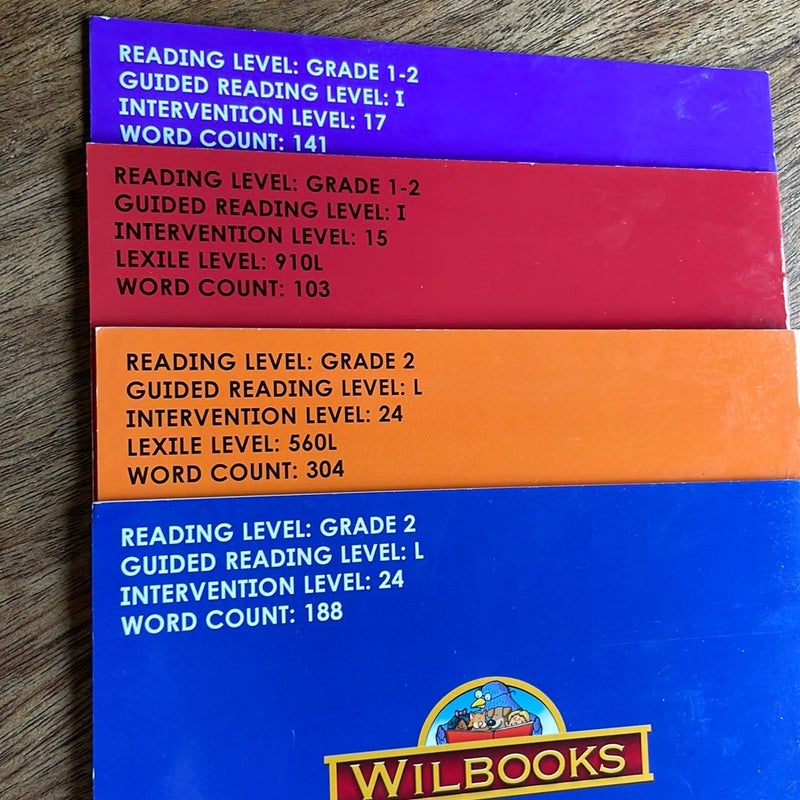 READING LEVEL: GRADE 1-2
GUIDED READING LEVEL: I
INTERVENTION LEVEL: 17
WORD COUNT: 141
READING LEVEL: GRADE 1-2
GUIDED READING LEVEL: I
INTERVENTION LEVEL: 15
LEXILE LEVEL: 910L
WORD COUNT: 103
READING LEVEL: GRADE 2
GUIDED READING LEVEL: L
INTERVENTION LEVEL: 24
LEXILE LEVEL: 560L
WORD COUNT: 304
READING LEVEL: GRADE 2
GUIDED READING LEVEL: L
INTERVENTION LEVEL: 24
WORD COUNT: 188
WILBOOKS